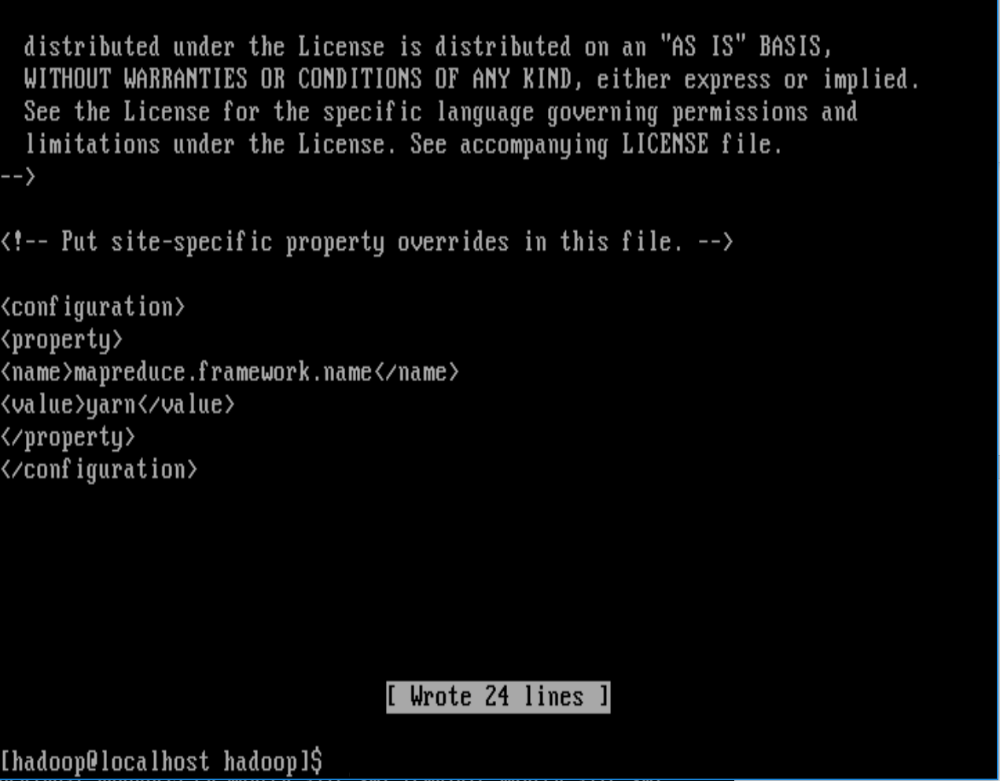 distributed under the License is distributed on an "AS IS" BASIS,
WITHOUT WARRANTIES OR CONDITIONS OF ANY KIND, either express or implied.
See the License for the specific language governing permissions and
limitations under the License. See accompanying LICENSE file.
-->
<!-- Put site-specific property overrides in this file. -->
<configuration>
<property>
<name>mapreduce.framework.name</name>
<value>yarn</value>
</property>
</configuration>
[ Wrote 24 lines ]
[hadoop@localhost hadoop]$